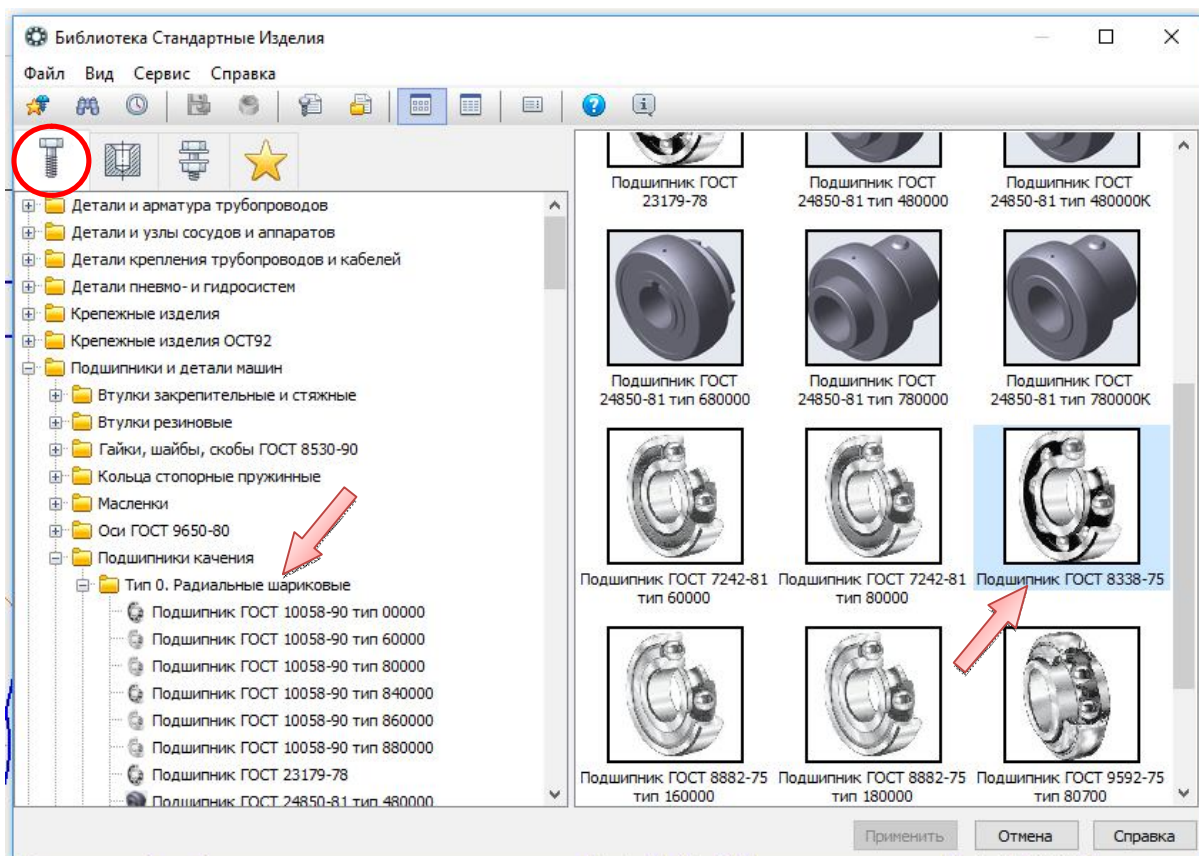 Библиотека Стандартные Изделия
Файл Вид Сервис Справка
Детали и арматура трубопроводов
Детали и узлы сосудов и аппаратов
Детали крепления трубопроводов и кабелей
Детали пневмо- и гидросистем
Крепежные изделия
Крепежные изделия ОСТ92
Подшипники и детали машин
Втулки закрепительные и стяжные
Втулки резиновые
Гайки, шайбы, скобы ГОСТ 8530-90
Кольца стопорные пружинные
Масленки
Оси ГОСТ 9650-80
Подшипники качения
Тип 0. Радиальные шариковые
Подшипник ГОСТ 10058-90 тип 00000
Подшипник ГОСТ 10058-90 тип 60000
Подшипник ГОСТ 10058-90 тип 80000
Подшипник ГОСТ 10058-90 тип 840000
Подшипник ГОСТ 10058-90 тип 860000
Подшипник ГОСТ 10058-90 тип 880000
Подшипник ГОСТ 23179-78
Подшипник ГОСТ 24850-81 тип 480000
Подшипник ГОСТ
23179-78
Подшипник ГОСТ
24850-81 тип 480000
Подшипник ГОСТ
24850-81 тип 480000К
Подшипник ГОСТ
24850-81 тип 680000
Подшипник ГОСТ
24850-81 тип 780000
Подшипник ГОСТ
24850-81 тип 780000К
Подшипник ГОСТ 7242-81
тип 60000
Подшипник ГОСТ 7242-81
тип 80000
Подшипник ГОСТ 8338-75
Подшипник ГОСТ 8882-75
тип 160000
Подшипник ГОСТ 8882-75
тип 180000
Подшипник ГОСТ 9592-75
тип 80700
Применить
Отмена
Справка